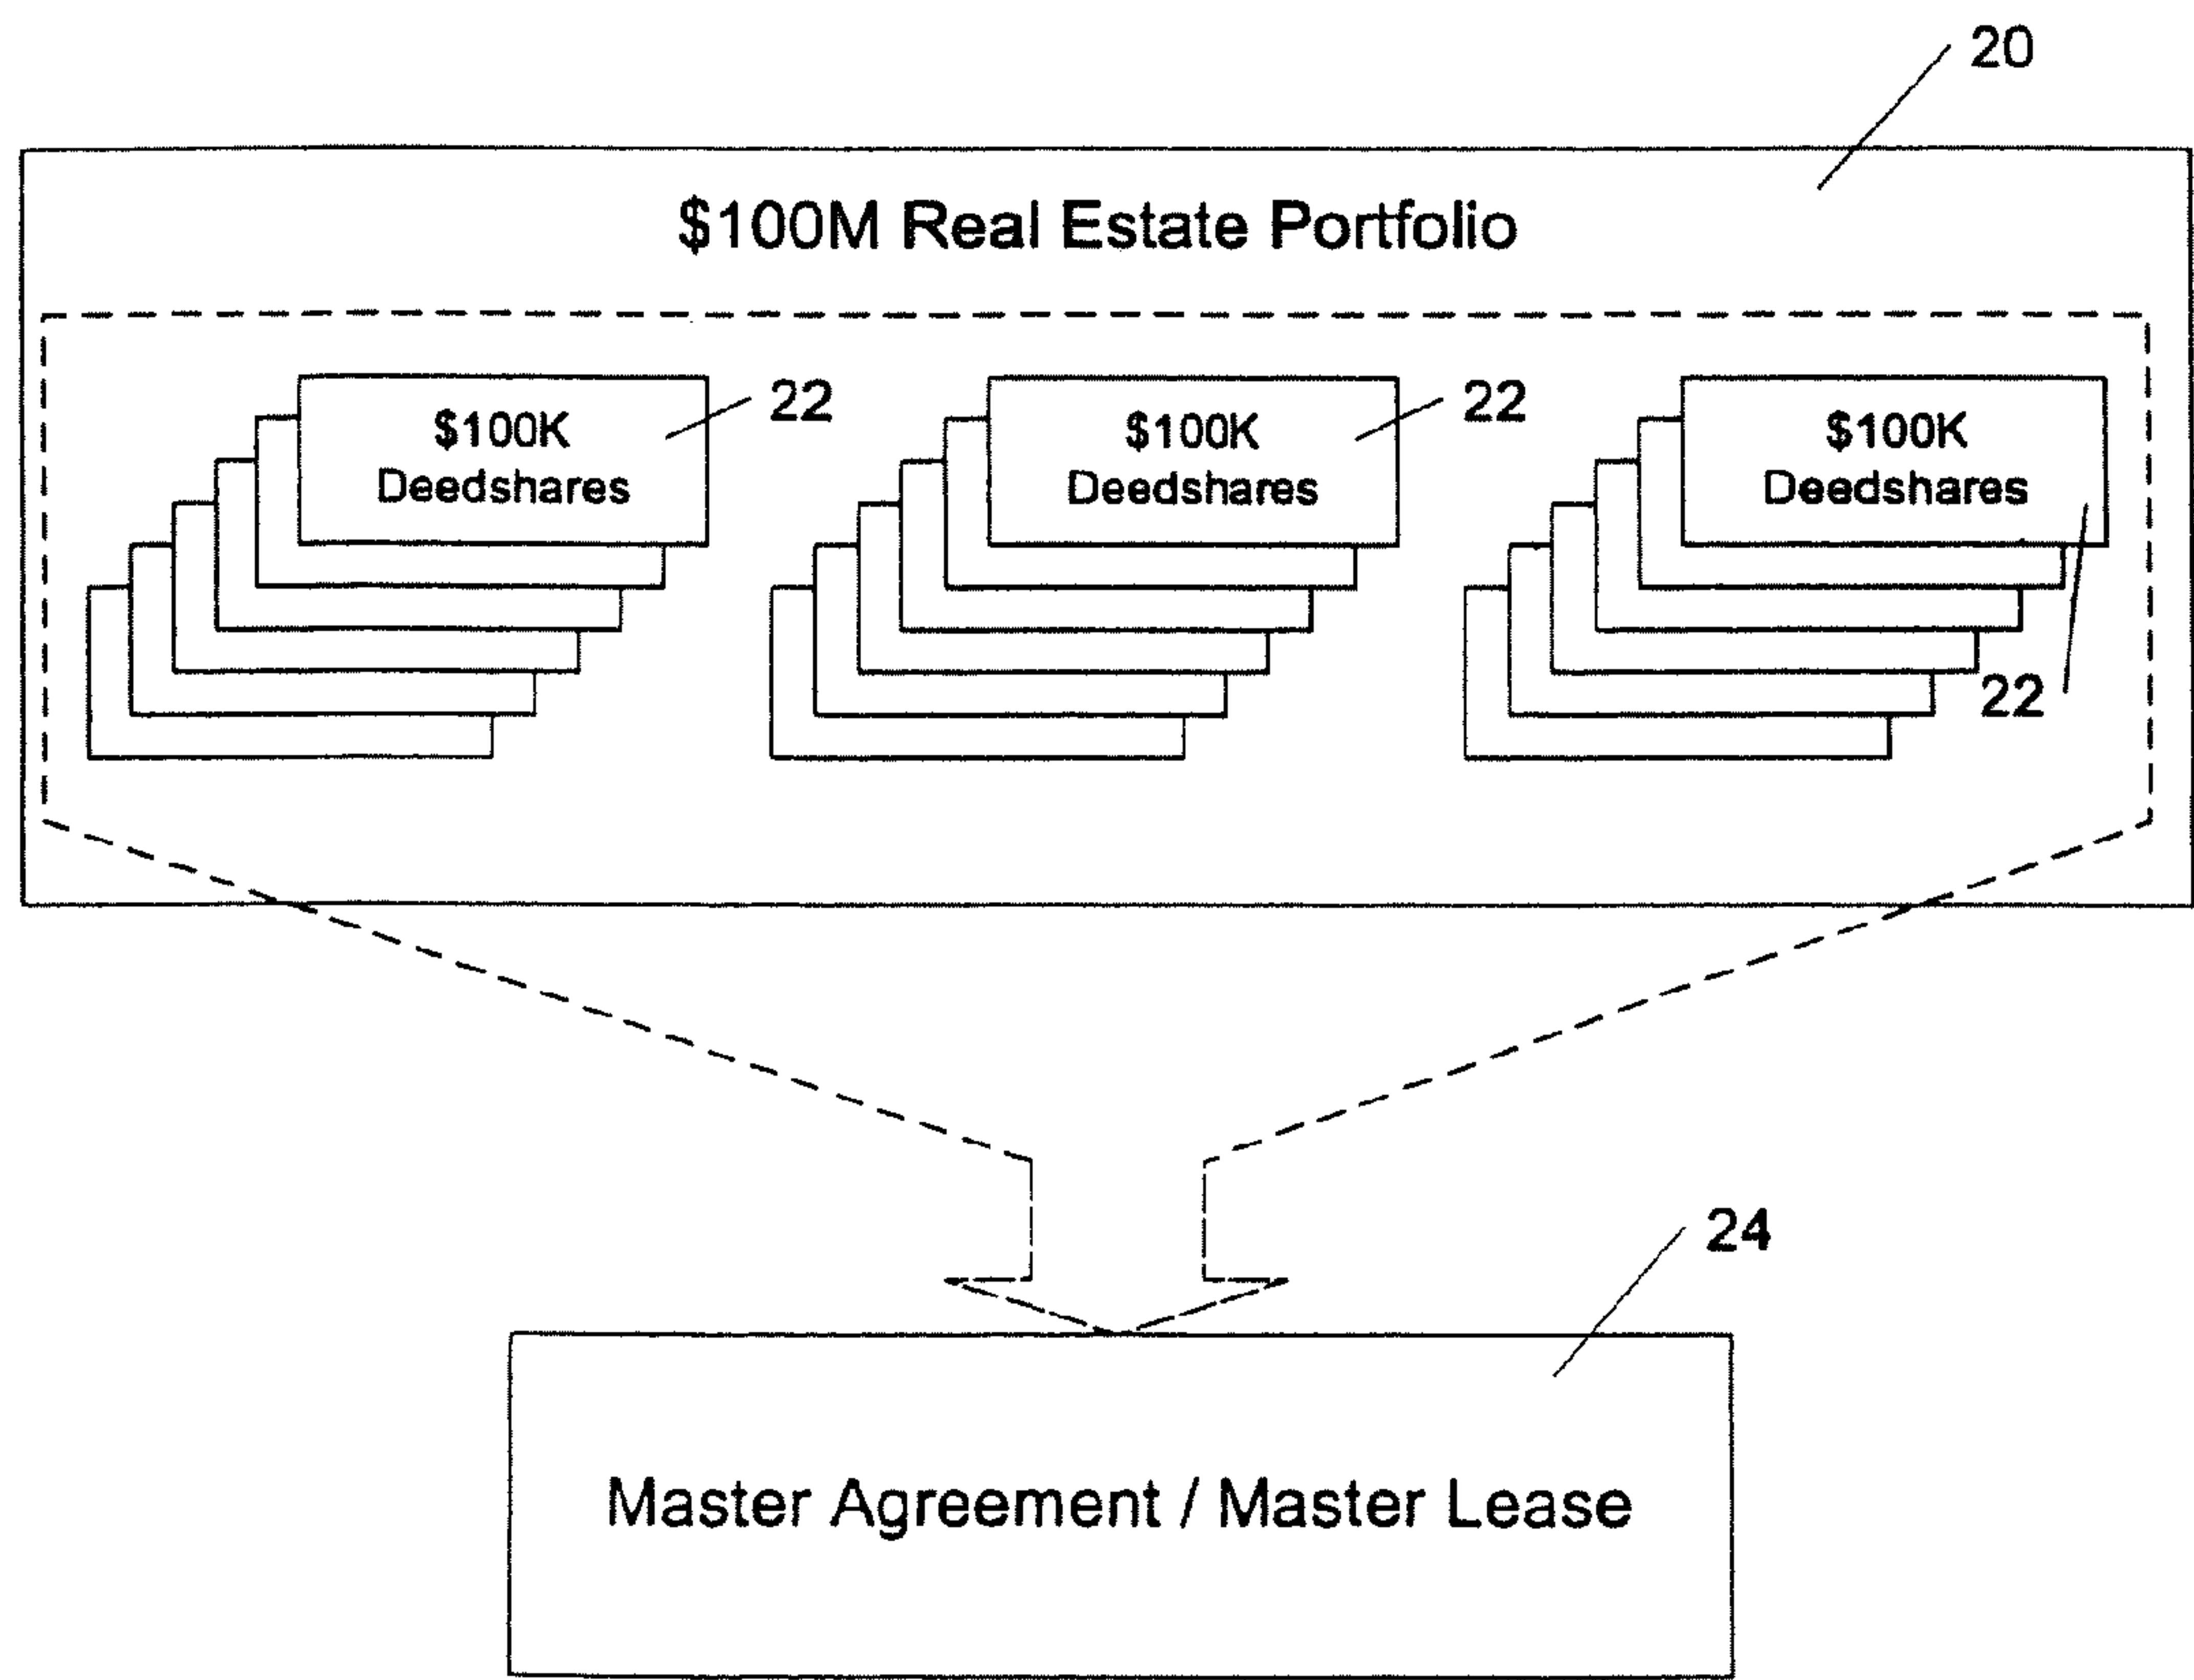 20
$100M Real Estate Portfolio
$100K
Deedshares
22
$100K
Deedshares
22
$100K
Deedshares
22
24
Master Agreement / Master Lease